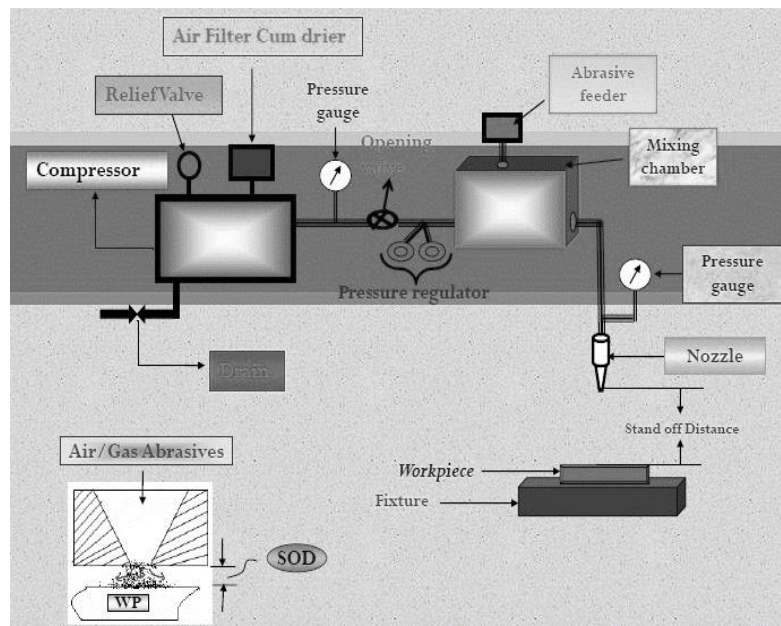 Air Filter Cum drier
Relief Valve
Pressure
gauge
Abrasive
feeder
Opening
valve
Compressor
Mixing
chamber
Pressure
gauge
Pressure regulator
Nozzle
Drain
Stand off Distance
Air/Gas Abrasives
Workpiece
Fixture
SOD
WP